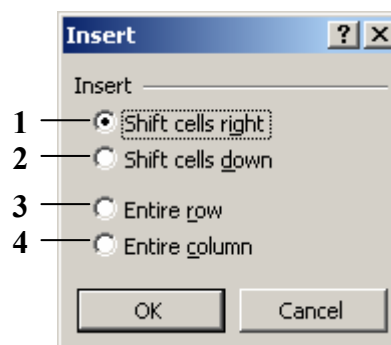 Insert
Insert
1 Shift cells right
2 Shift cells down
3 Entire row
4 Entire column
OK Cancel